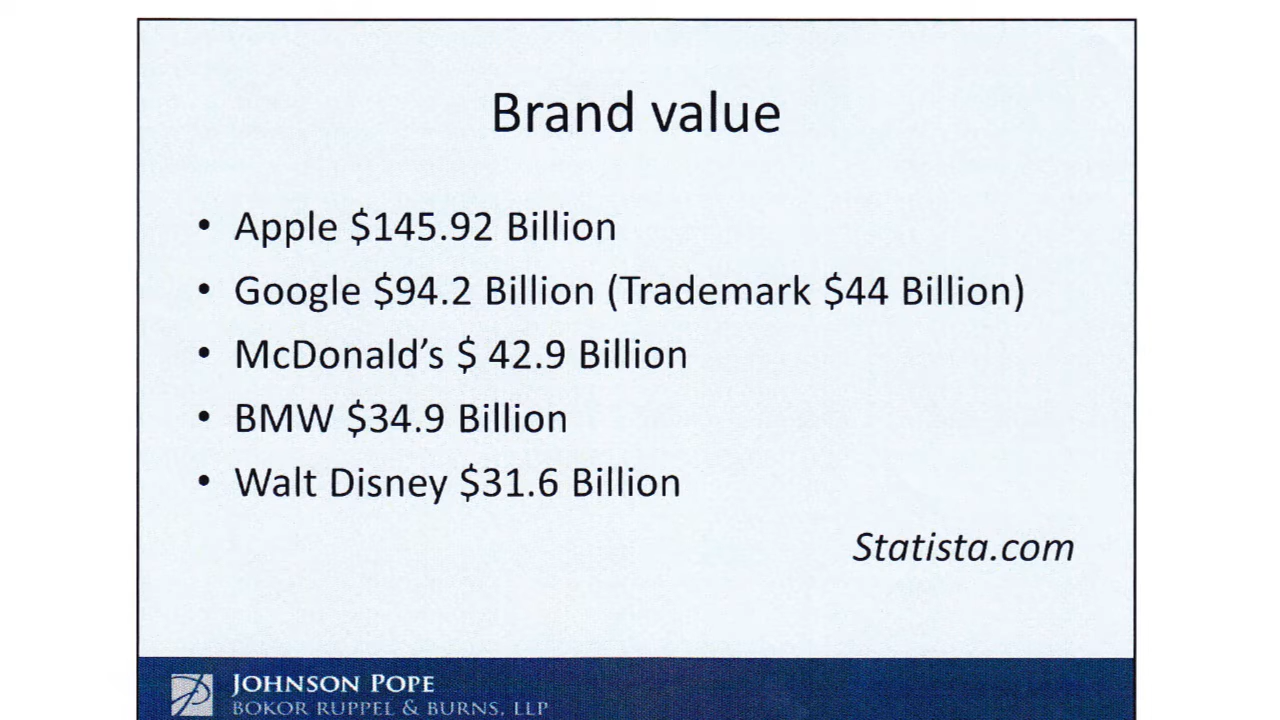 Brand value
• Apple $145.92 Billion
• Google $94.2 Billion (Trademark $44 Billion)
• McDonald’s $ 42.9 Billion
• BMW $34.9 Billion
• Walt Disney $31.6 Billion
Statista.com
JOHNSON POPE
BOKOR RUPPEL & BURNS, LLP